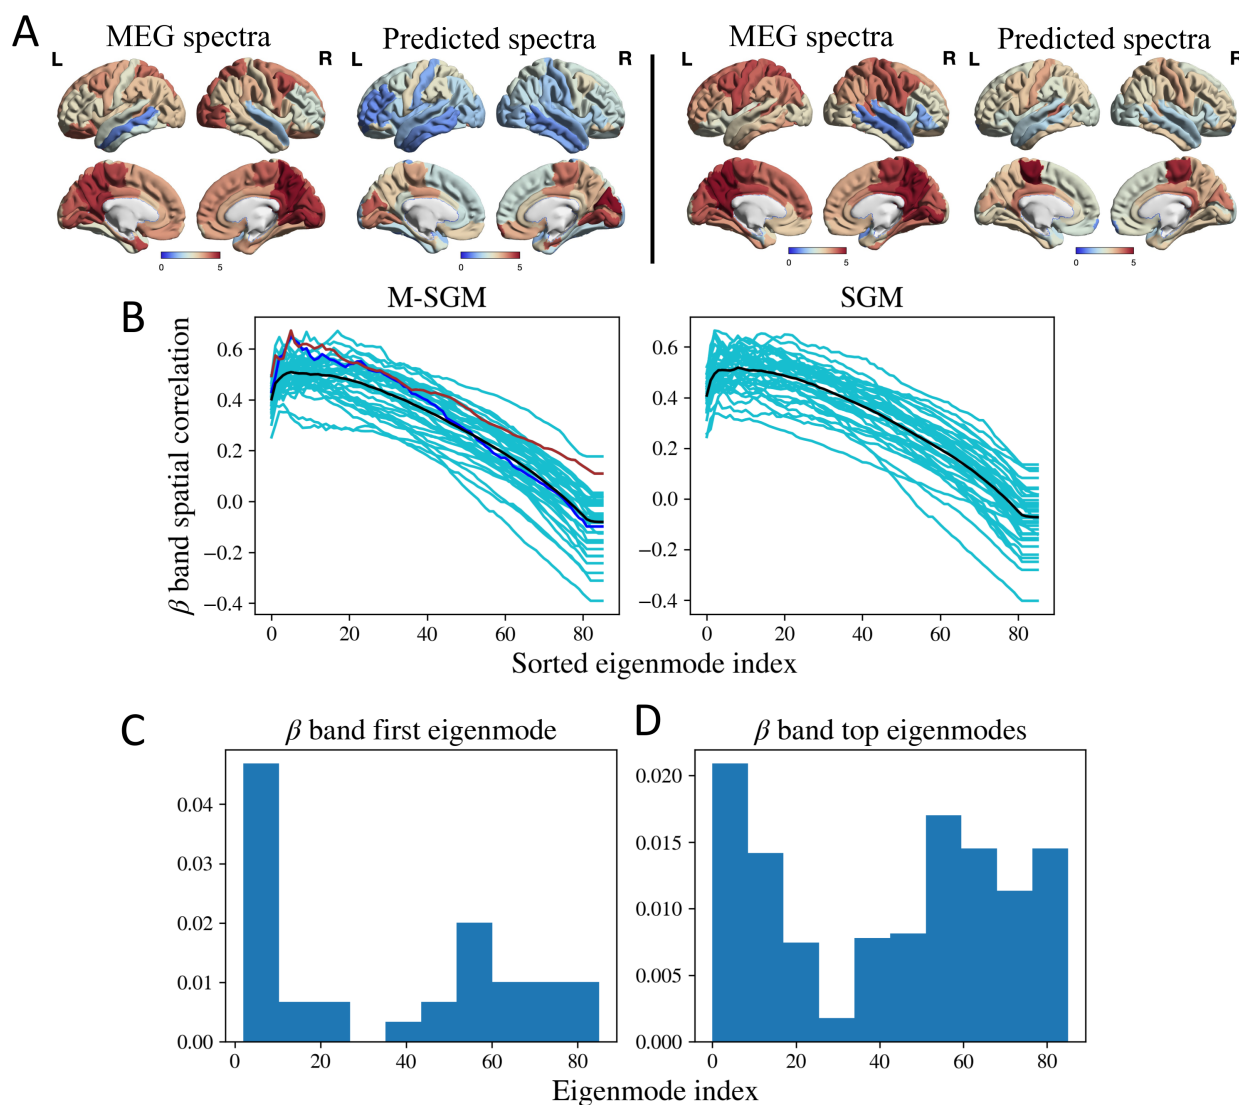 A
MEG spectra
Predicted spectra
MEG spectra
Predicted spectra
L
R
L
R
L
R
L
R
0
5
0
5
0
5
0
5
B
M-SGM
SGM
β band spatial correlation
0.6
0.4
0.2
0.0
−0.2
−0.4
0
20
40
60
80
0.6
0.4
0.2
0.0
−0.2
−0.4
0
20
40
60
80
Sorted eigenmode index
C
β band first eigenmode
0.04
0.03
0.02
0.01
0.00
0
20
40
60
80
D
β band top eigenmodes
0.020
0.015
0.010
0.005
0.000
0
20
40
60
80
Eigenmode index